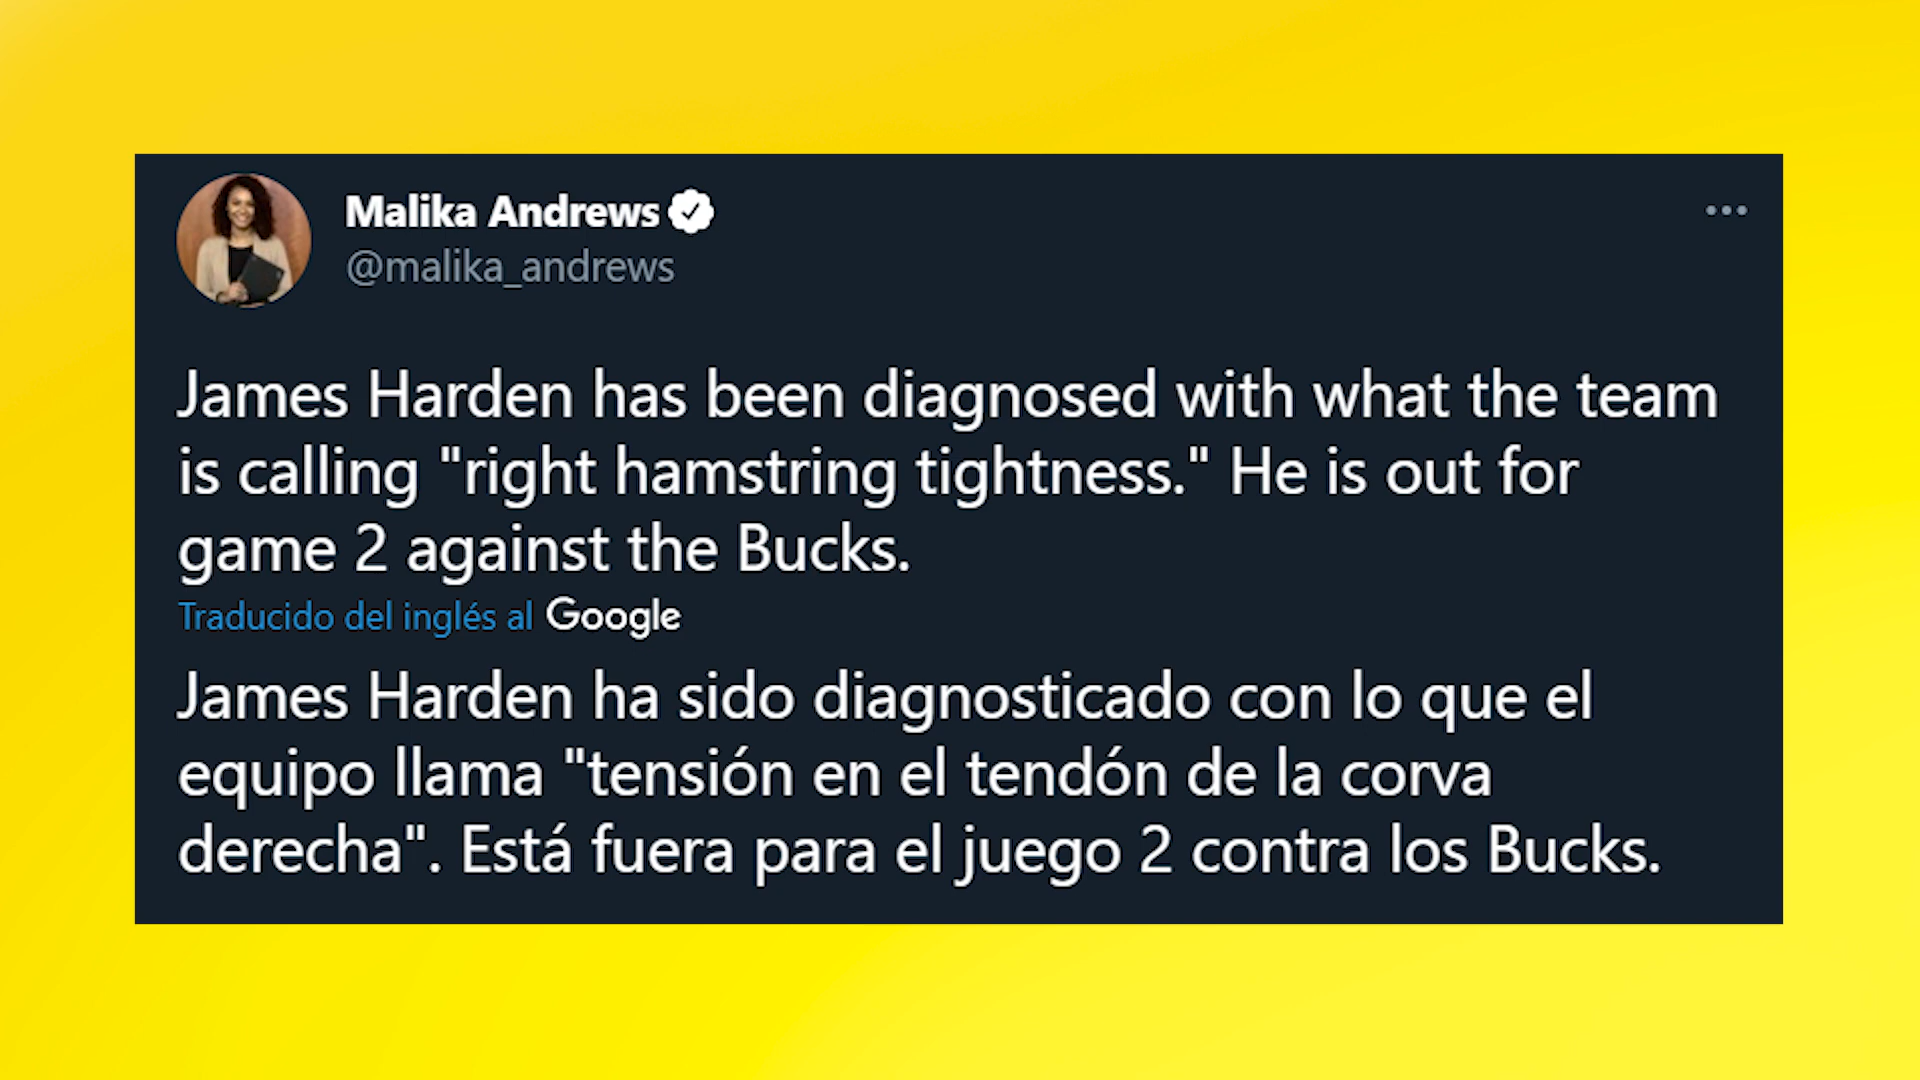 Malika Andrews
@malika_andrews
James Harden has been diagnosed with what the team
is calling "right hamstring tightness." He is out for
game 2 against the Bucks.
Traducido del inglés al Google
James Harden ha sido diagnosticado con lo que el
equipo llama "tensión en el tendón de la corva
derecha". Está fuera para el juego 2 contra los Bucks.